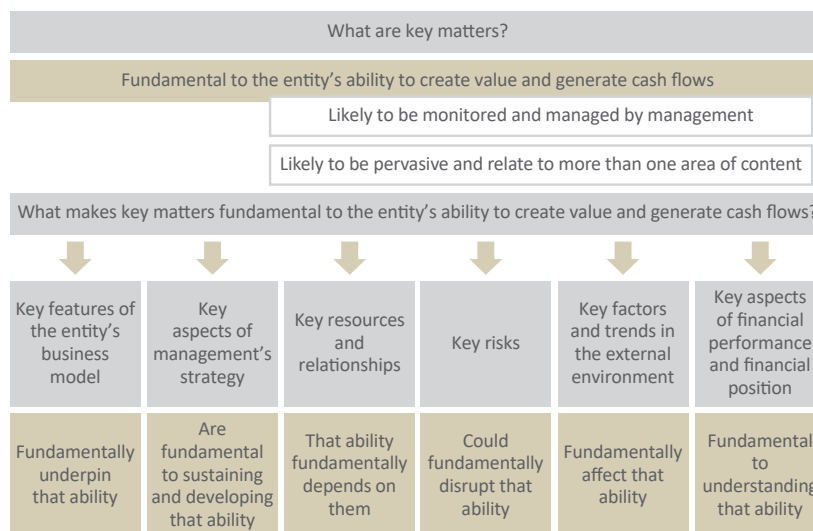 What are key matters?
Fundamental to the entity's ability to create value and generate cash flows
Likely to be monitored and managed by management
Likely to be pervasive and relate to more than one area of content
What makes key matters fundamental to the entity's ability to create value and generate cash flows?
Key features of
the entity's
business
model
Key
aspects of
management's
strategy
Key resources
and
relationships
Key risks
Key factors
and trends in
the external
environment
Key aspects
of financial
performance
and financial
position
Fundamentally
underpin
that ability
Are
fundamental
to sustaining
and developing
that ability
That ability
fundamentally
depends on
them
Could
fundamentally
disrupt that
ability
Fundamentally
affect that
ability
Fundamental
to
understanding
that ability